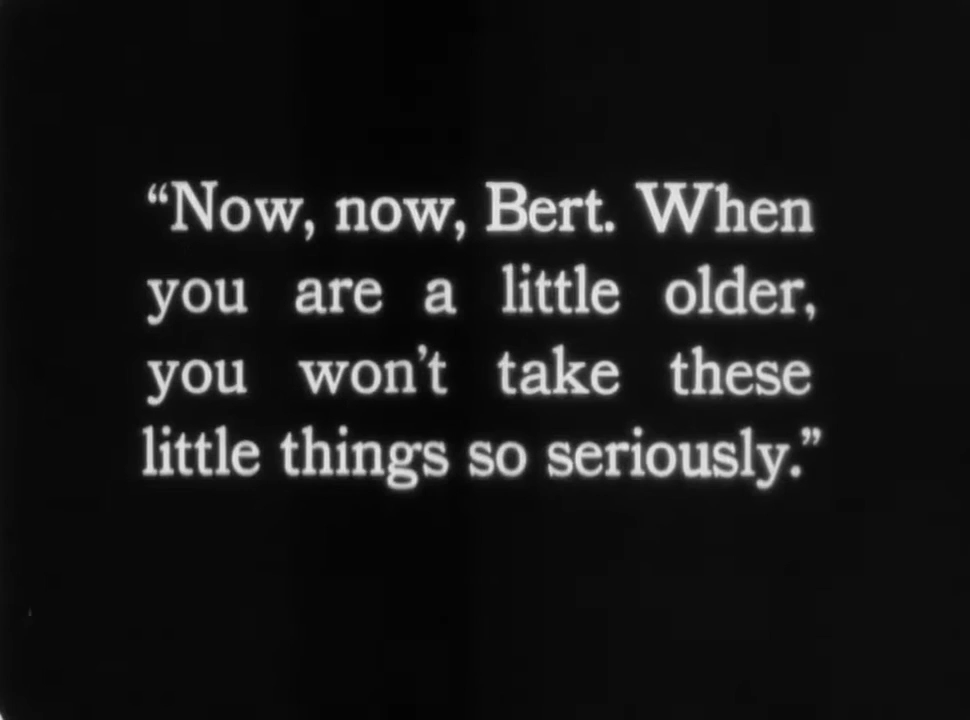 “Now, now, Bert. When
you are a little older,
you won’t take these
little things so seriously.”